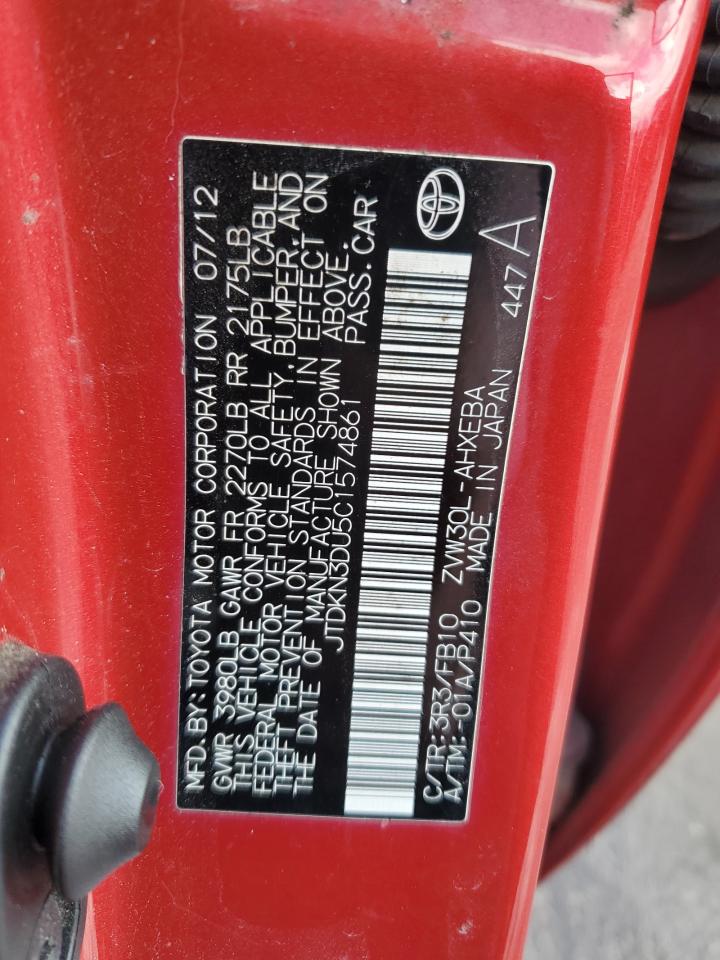 MFD. BY: TOYOTA MOTOR CORPORATION 07/12
GVWR 3980LB GAWR FR 2270LB RR 2175LB
THIS VEHICLE CONFORMS TO ALL APPLICABLE
FEDERAL MOTOR VEHICLE SAFETY, BUMPER, AND
THEFT PREVENTION STANDARDS IN EFFECT ON
THE DATE OF MANUFACTURE SHOWN ABOVE.
JTDKN3DU5C1574861 PASS. CAR
C/TR: 3R3/FB10 ZVW30L-AHXEBA
A/TM: -01A/P410 MADE IN JAPAN 447 A